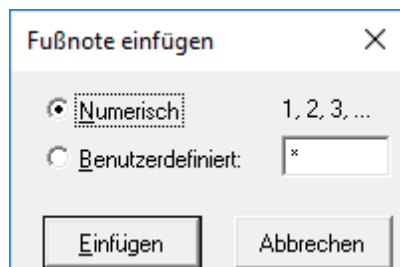 Fußnote einfügen
Numerisch 1, 2, 3, ...
Benutzerdefiniert: *
Einfügen Abbrechen